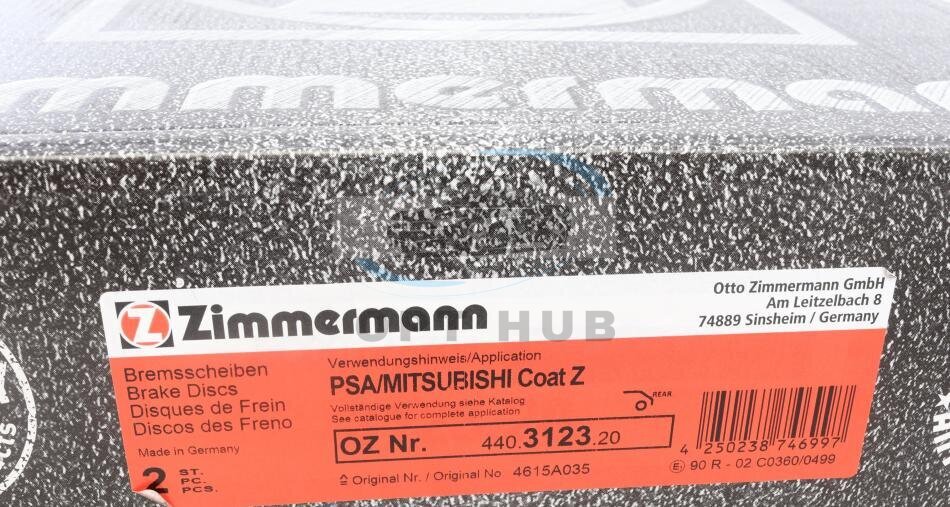 mmerma
Zimmermann
Otto Zimmermann GmbH
Am Leitzelbach 8
74889 Sinsheim / Germany
HUB
Bremsscheiben
Brake Discs
Disques de Frein
Discos des Freno
Made in Germany
2 ST.
PC.
PCS.
Verwendungshinweis/Application
PSA/MITSUBISHI Coat Z
Vollständige Verwendung siehe Katalog
See catalogue for complete application
REAR
OZ Nr. 440.3123.20
≙ Original Nr. / Original No 4615A035
4 250238 746997
E1 90 R - 02 C0360/0499